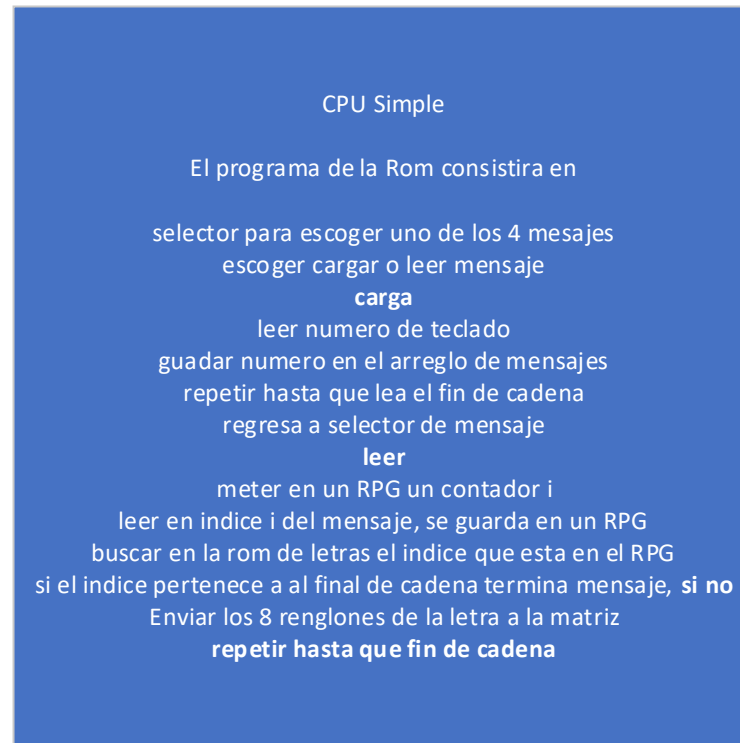 CPU Simple
El programa de la Rom consistira en
selector para escoger uno de los 4 mesajes
escoger cargar o leer mensaje
carga
leer numero de teclado
guadar numero en el arreglo de mensajes
repetir hasta que lea el fin de cadena
regresa a selector de mensaje
leer
meter en un RPG un contador i
leer en indice i del mensaje, se guarda en un RPG
buscar en la rom de letras el indice que esta en el RPG
si el indice pertenece a al final de cadena termina mensaje, si no
Enviar los 8 renglones de la letra a la matriz
repetir hasta que fin de cadena